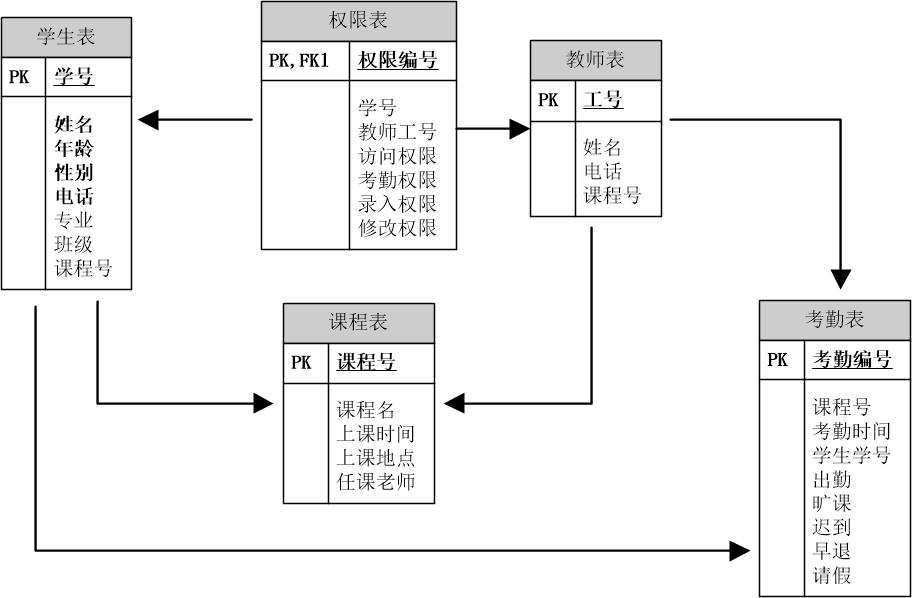 学生表
PK 学号
姓名
年龄
性别
电话
专业
班级
课程号
权限表
PK,FK1 权限编号
学号
教师工号
访问权限
考勤权限
录入权限
修改权限
教师表
PK 工号
姓名
电话
课程号
课程表
PK 课程号
课程名
上课时间
上课地点
任课老师
考勤表
PK 考勤编号
课程号
考勤时间
学生学号
出勤
旷课
迟到
早退
请假